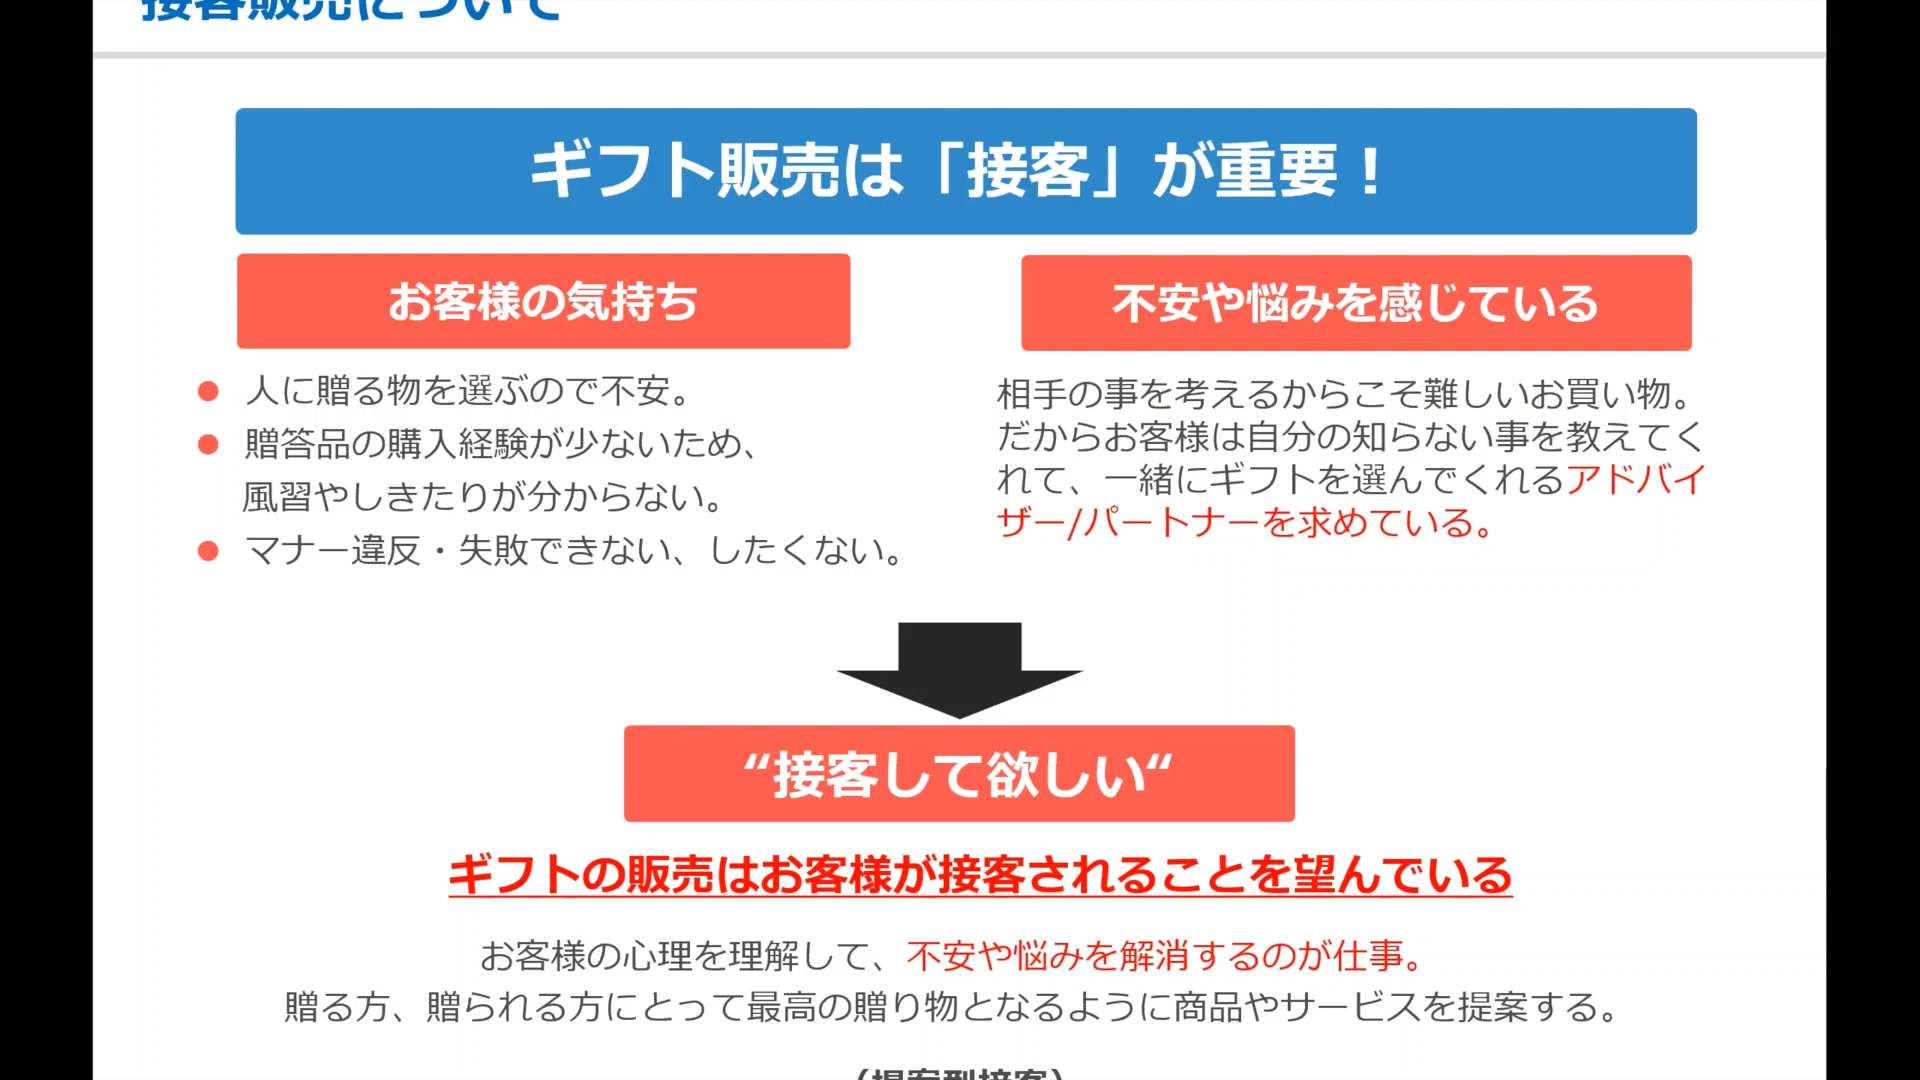 接客販売について
ギフト販売は「接客」が重要！
お客様の気持ち
人に贈る物を選ぶので不安。
贈答品の購入経験が少ないため、
風習やしきたりが分からない。
マナー違反・失敗できない、したくない。
不安や悩みを感じている
相手の事を考えるからこそ難しいお買い物。
だからお客様は自分の知らない事を教えてく
れて、一緒にギフトを選んでくれるアドバイ
ザー/パートナーを求めている。
“接客して欲しい“
ギフトの販売はお客様が接客されることを望んでいる
お客様の心理を理解して、不安や悩みを解消するのが仕事。
贈る方、贈られる方にとって最高の贈り物となるように商品やサービスを提案する。
（提案型接客）